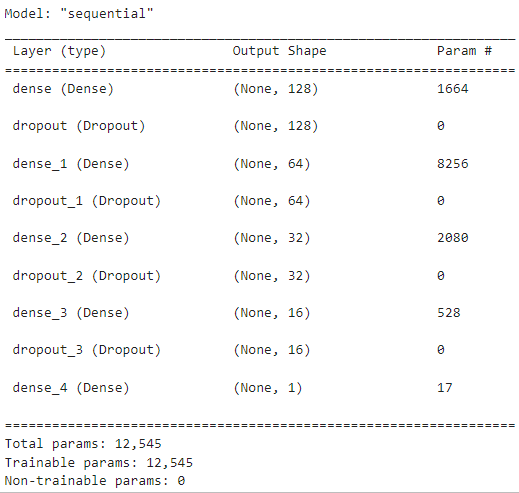 Model: "sequential"
_________________________________________________________________
Layer (type) Output Shape Param #
=================================================================
dense (Dense) (None, 128) 1664
dropout (Dropout) (None, 128) 0
dense_1 (Dense) (None, 64) 8256
dropout_1 (Dropout) (None, 64) 0
dense_2 (Dense) (None, 32) 2080
dropout_2 (Dropout) (None, 32) 0
dense_3 (Dense) (None, 16) 528
dropout_3 (Dropout) (None, 16) 0
dense_4 (Dense) (None, 1) 17
=================================================================
Total params: 12,545
Trainable params: 12,545
Non-trainable params: 0